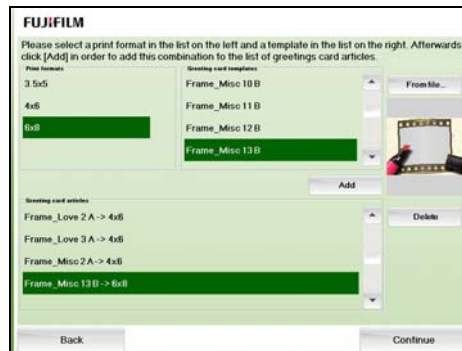 FUJIFILM
Please select a print format in the list on the left and a template in the list on the right. Afterwards
click [Add] in order to add this combination to the list of greetings card articles.
Print formats
Greeting card templates
3.5x5
4x6
6x8
Frame_Misc 10 B
Frame_Misc 11 B
Frame_Misc 12 B
Frame_Misc 13 B
From file...
Add
Greeting card articles
Frame_Love 2 A -> 4x6
Frame_Love 3 A -> 4x6
Frame_Misc 2 A -> 4x6
Frame_Misc 13 B -> 6x8
Delete
Back
Continue